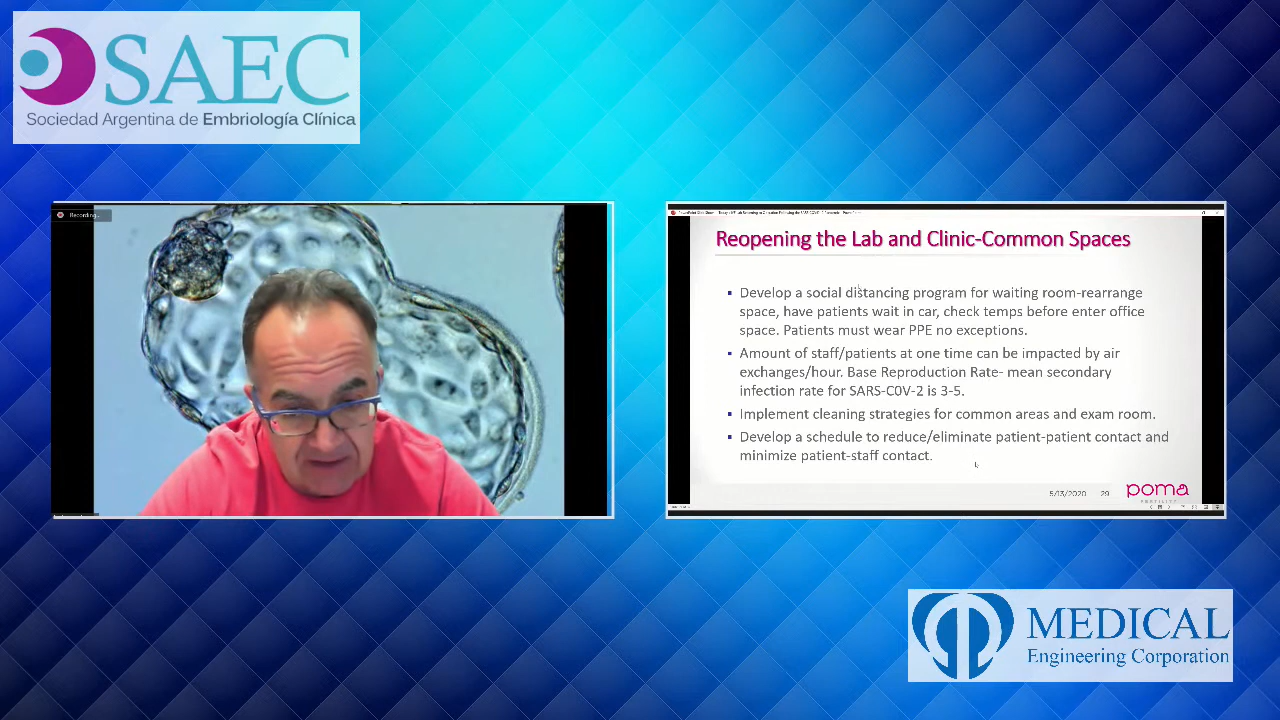 SAEC
Sociedad Argentina de Embriología Clínica
Recording...
Reopening the Lab and Clinic-Common Spaces
▪ Develop a social distancing program for waiting room-rearrange
space, have patients wait in car, check temps before enter office
space. Patients must wear PPE no exceptions.
▪ Amount of staff/patients at one time can be impacted by air
exchanges/hour. Base Reproduction Rate- mean secondary
infection rate for SARS-COV-2 is 3-5.
▪ Implement cleaning strategies for common areas and exam room.
▪ Develop a schedule to reduce/eliminate patient-patient contact and
minimize patient-staff contact.
5/13/2020 29 poma
FERTILITY
MEDICAL
Engineering Corporation